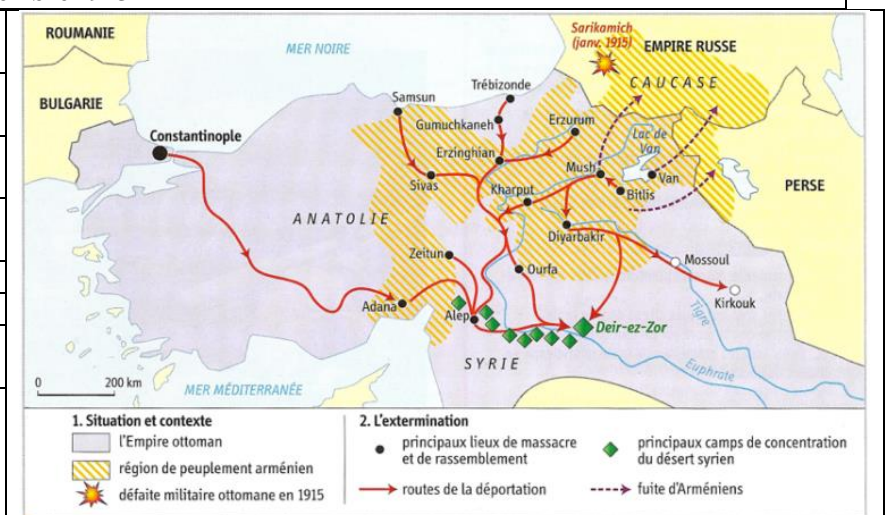 ROUMANIE
MER NOIRE
Sarikamich
(janv. 1915)
EMPIRE RUSSE
CAUCASE
BULGARIE
Constantinople
Samsun
Trébizonde
Gumuchkaneh
Erzurum
Erzinghian
Lac de
Van
Mush
Van
Sivas
Kharput
Bitlis
PERSE
ANATOLIE
Diyarbakir
Zeitun
Ourfa
Mossoul
Kirkouk
Adana
Alep
Deir-ez-Zor
Tigre
SYRIE
Euphrate
0 200 km
MER MÉDITERRANÉE
1. Situation et contexte
l'Empire ottoman
région de peuplement arménien
défaite militaire ottomane en 1915
2. L'extermination
principaux lieux de massacre
et de rassemblement
routes de la déportation
principaux camps de concentration
du désert syrien
fuite d'Arméniens